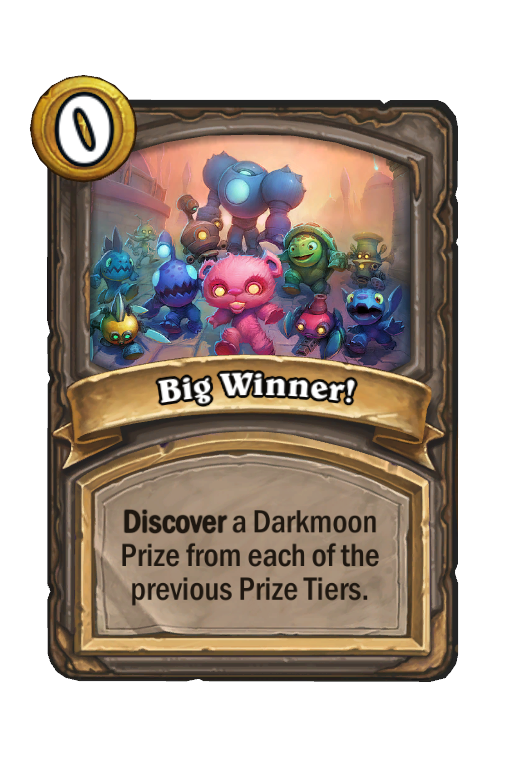 0
Big Winner!
Discover a Darkmoon
Prize from each of the
previous Prize Tiers.